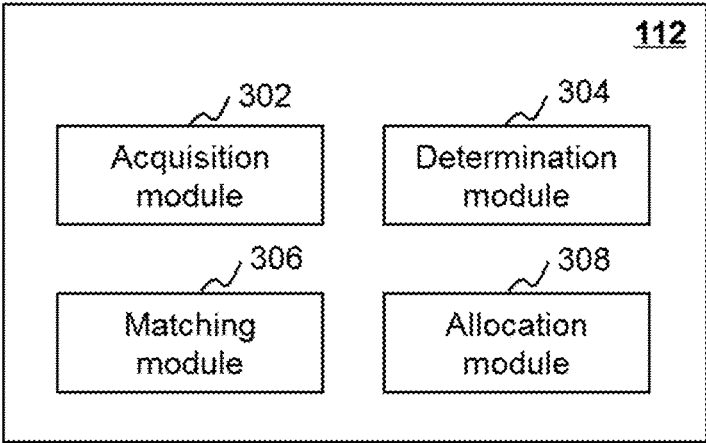 112
302
304
Acquisition
module
Determination
module
306
308
Matching
module
Allocation
module